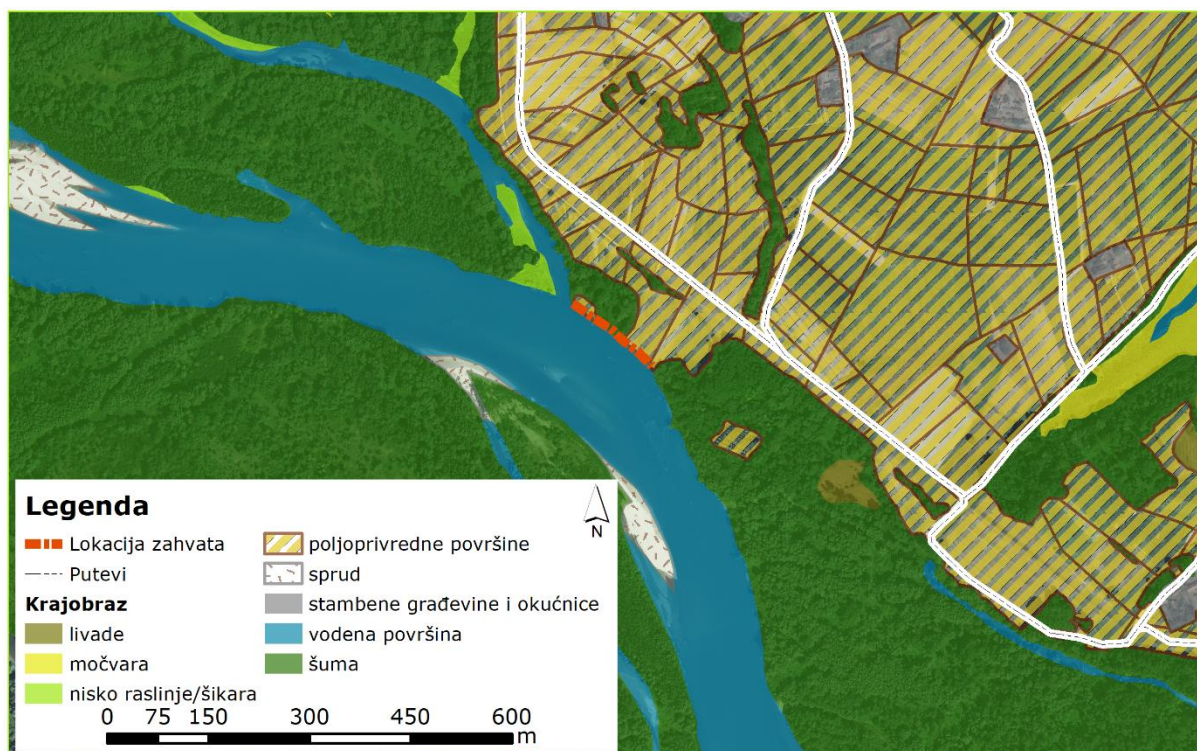 Legenda
Lokacija zahvata
Putevi
Krajobraz
livade
močvara
nisko raslinje/šikara
poljoprivredne površine
sprud
stambene građevine i okućnice
vodena površina
šuma
N
0 75 150 300 450 600
m